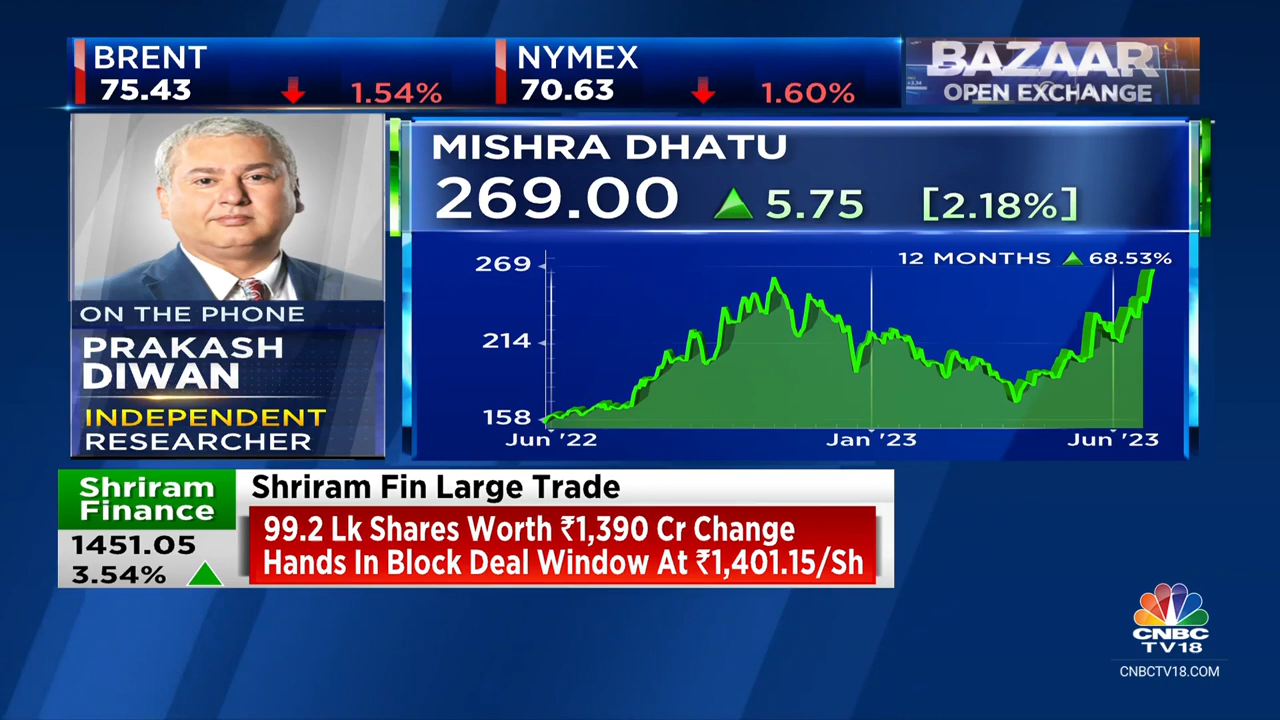 BRENT
75.43 1.54%
NYMEX
70.63 1.60%
BAZAAR
OPEN EXCHANGE
ON THE PHONE
PRAKASH
DIWAN
INDEPENDENT
RESEARCHER
MISHRA DHATU
269.00 5.75 [2.18%]
12 MONTHS 68.53%
269
214
158
Jun '22 Jan'23 Jun '23
Shriram
Finance
1451.05
3.54%
Shriram Fin Large Trade
99.2 Lk Shares Worth ₹1,390 Cr Change
Hands In Block Deal Window At ₹1,401.15/Sh
CNBC
TV18
CNBCTV18.COM